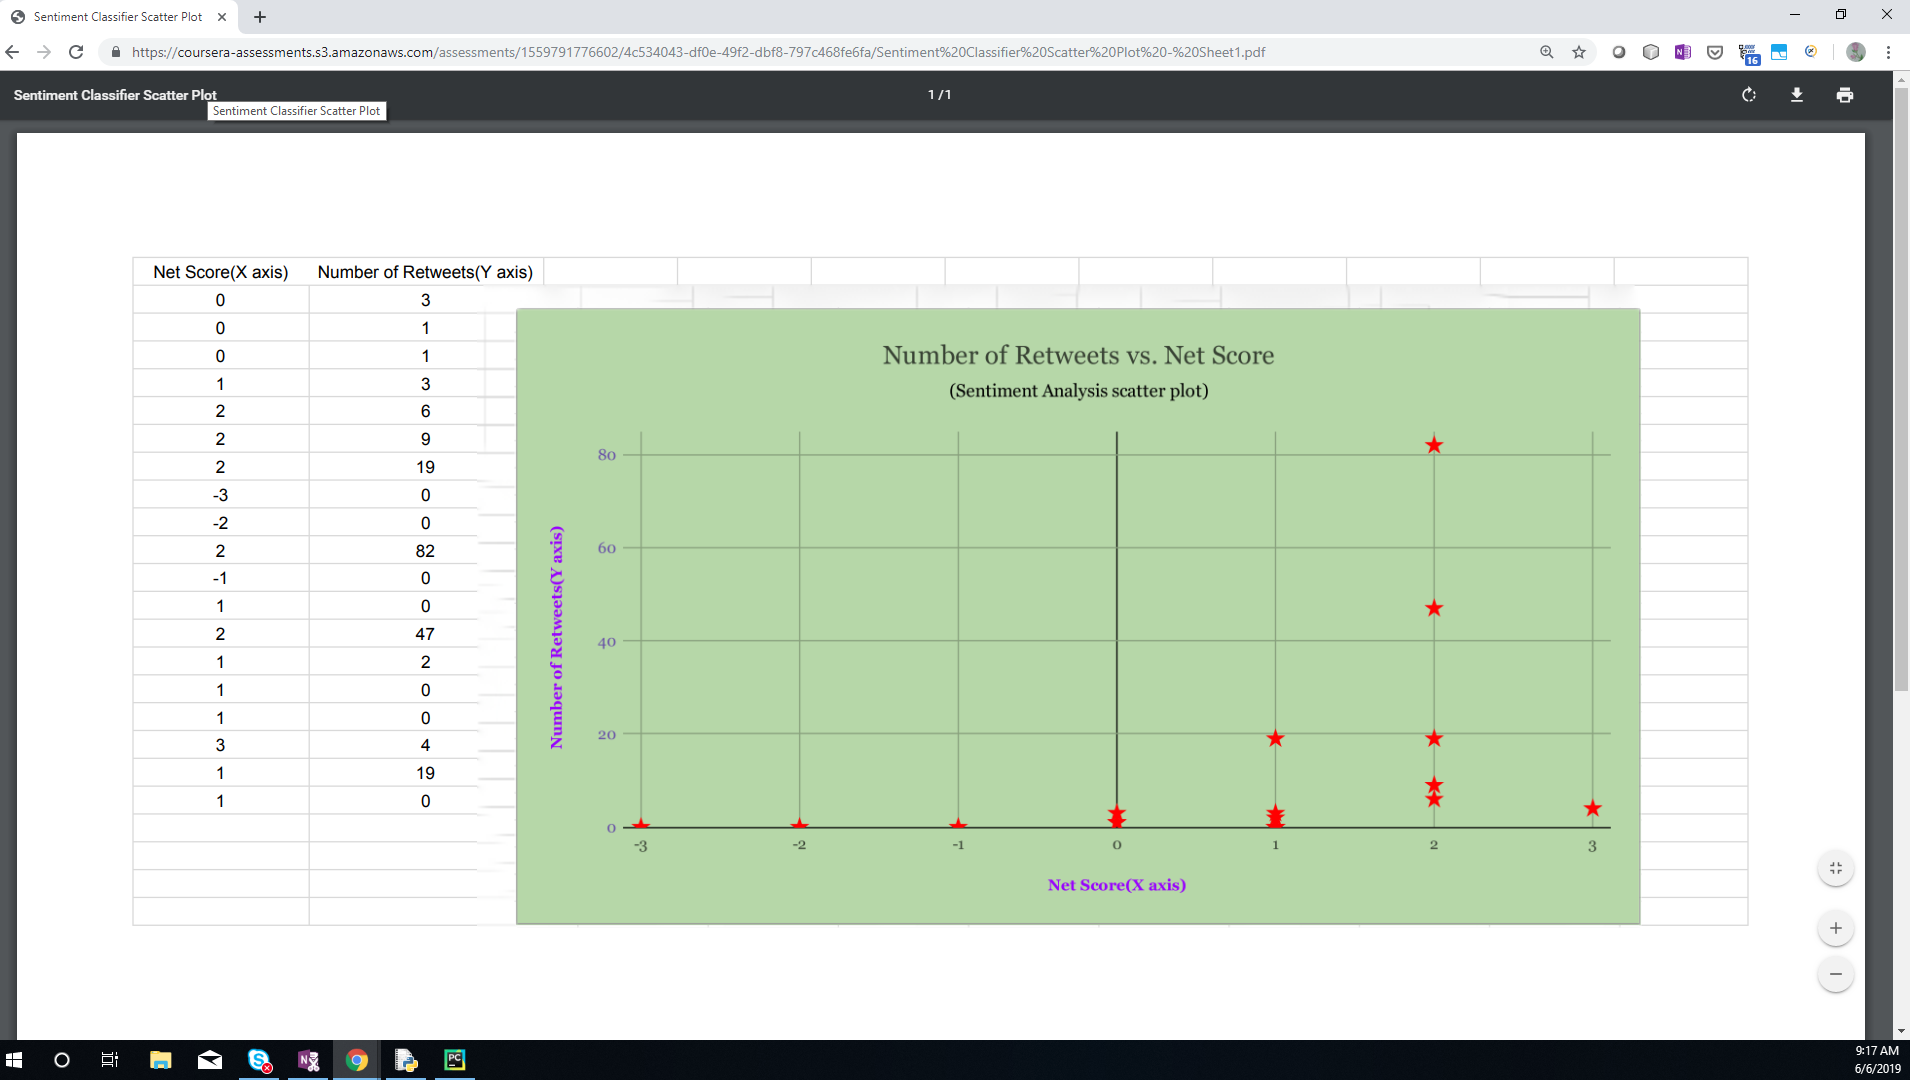 Sentiment Classifier Scatter Plot
https://coursera-assessments.s3.amazonaws.com/assessments/1559791776602/4c534043-df0e-49f2-dbf8-797c468fe6fa/Sentiment%20Classifier%20Scatter%20Plot%20-%20Sheet1.pdf
16
Sentiment Classifier Scatter Plot
1 / 1
Sentiment Classifier Scatter Plot
Net Score(X axis) Number of Retweets(Y axis)
0 3
0 1
0 1
1 3
2 6
2 9
2 19
-3 0
-2 0
2 82
-1 0
1 0
2 47
1 2
1 0
1 0
3 4
1 19
1 0
Number of Retweets vs. Net Score
(Sentiment Analysis scatter plot)
Number of Retweets(Y axis)
80
60
40
20
0
-3 -2 -1 0 1 2 3
Net Score(X axis)
N
PC
9:17 AM
6/6/2019